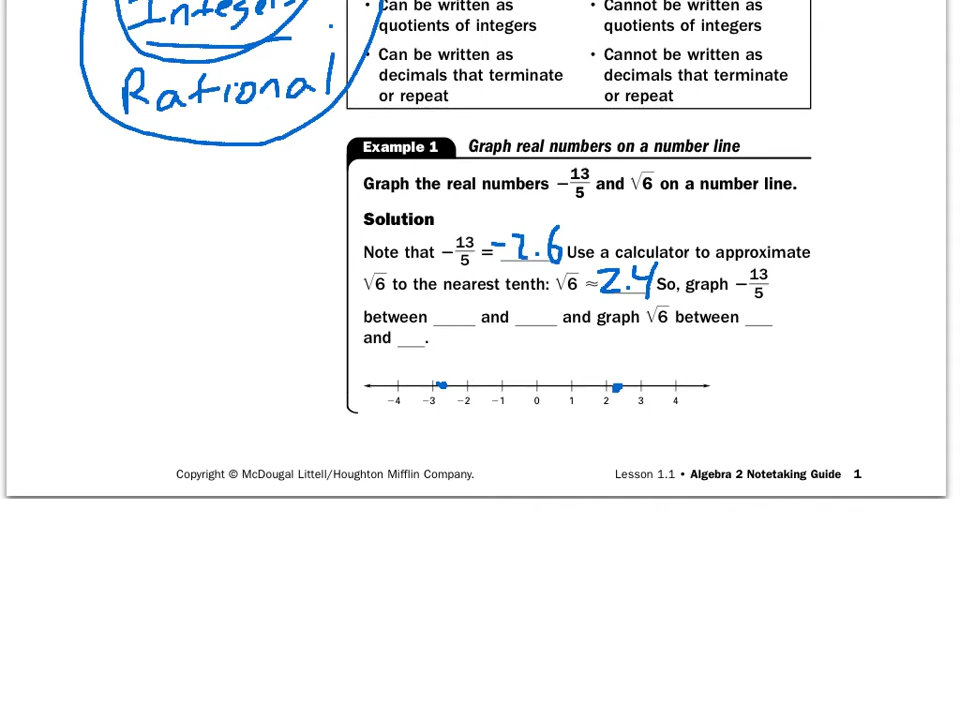 Integers
Rational
• Can be written as quotients of integers
• Can be written as decimals that terminate or repeat
• Cannot be written as quotients of integers
• Cannot be written as decimals that terminate or repeat
Example 1 Graph real numbers on a number line
Graph the real numbers −13/5 and √6 on a number line.
Solution
Note that −13/5 = -2.6 Use a calculator to approximate
√6 to the nearest tenth: √6 ≈ 2.4 So, graph −13/5
between ____ and ____ and graph √6 between ___
and ___.
−4 −3 −2 −1 0 1 2 3 4
Copyright © McDougal Littell/Houghton Mifflin Company. Lesson 1.1 • Algebra 2 Notetaking Guide 1